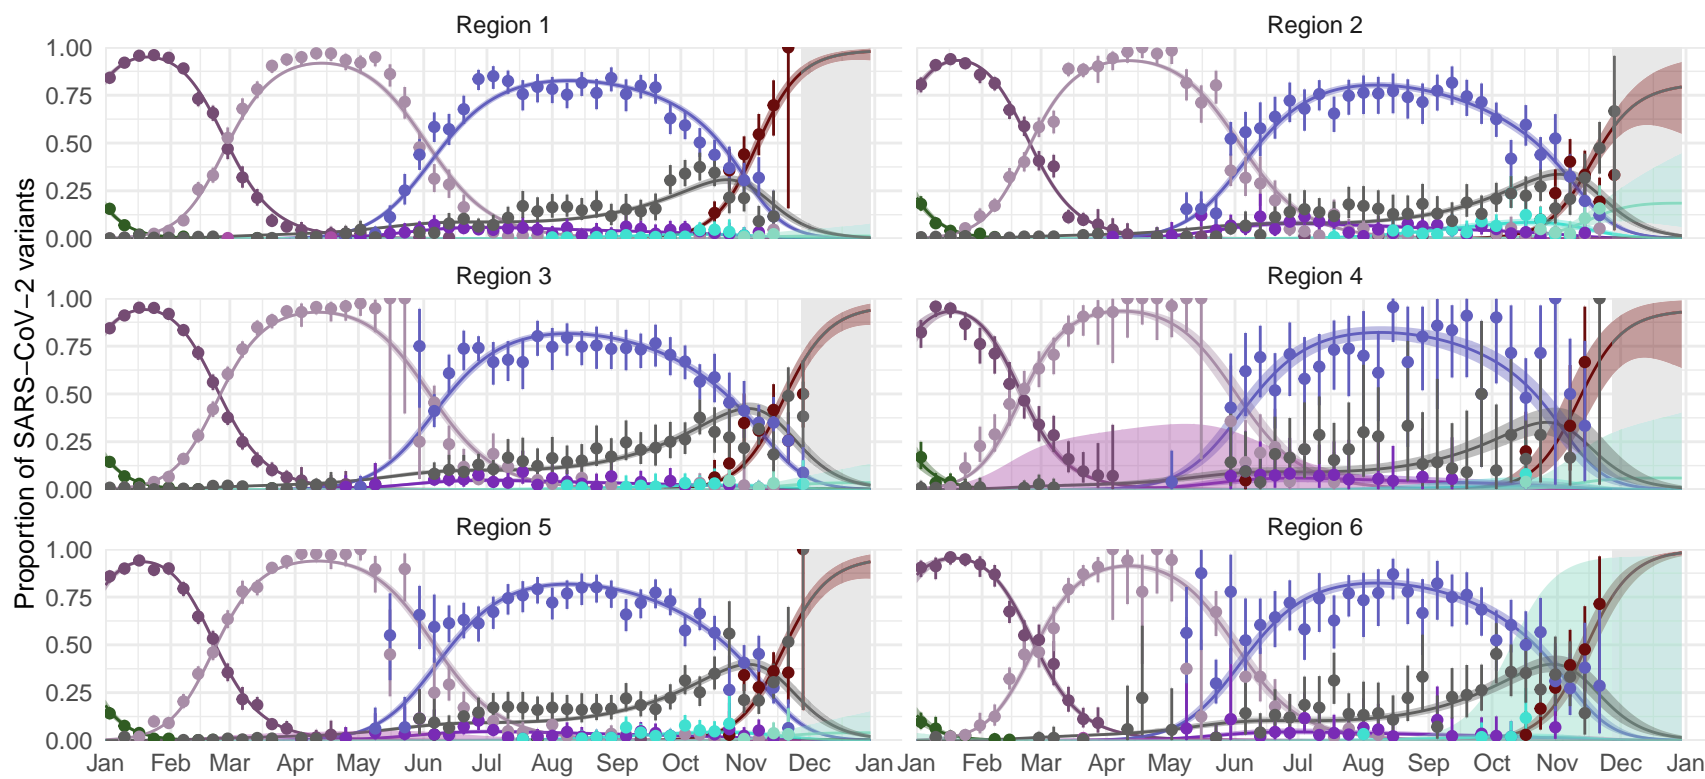 Region 1
Region 2
1.00
0.75
0.50
0.25
0.00
Region 3
Region 4
1.00
0.75
0.50
0.25
0.00
Region 5
Region 6
1.00
0.75
0.50
0.25
0.00
Proportion of SARS−CoV−2 variants
Jan Feb Mar Apr May Jun Jul Aug Sep Oct Nov Dec Jan
Jan Feb Mar Apr May Jun Jul Aug Sep Oct Nov Dec Jan